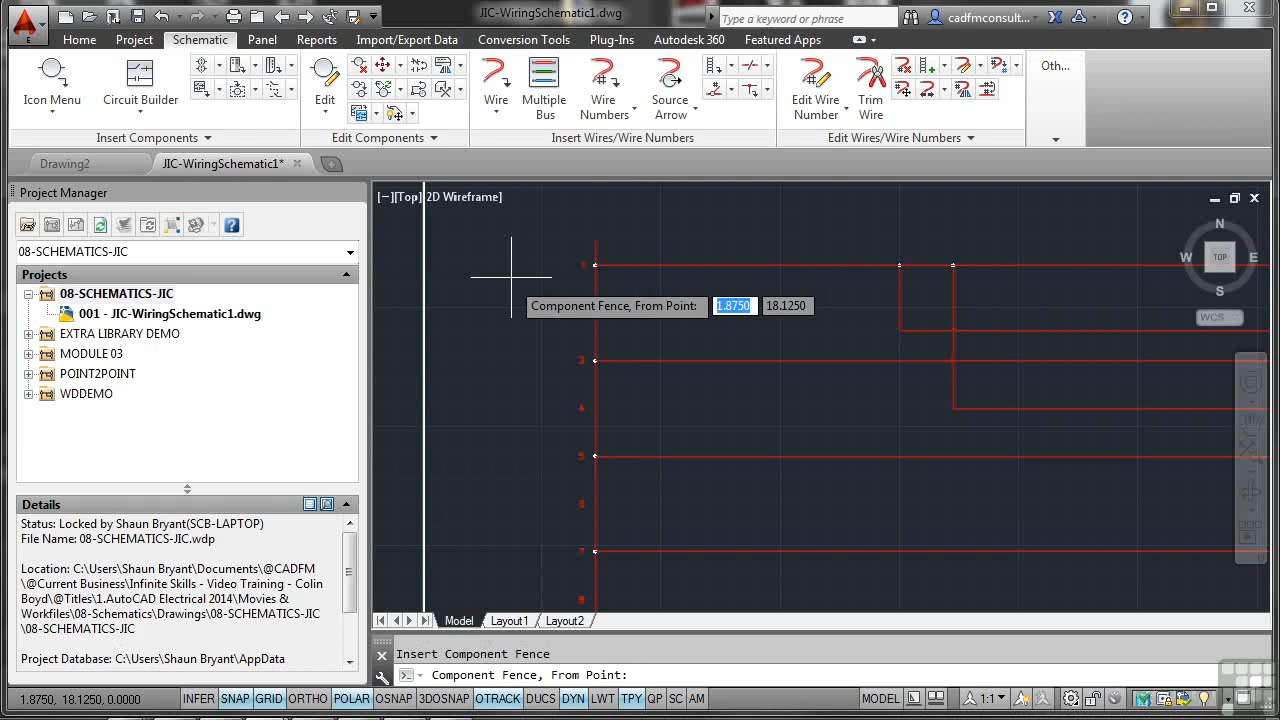 JIC-WiringSchematic1.dwg
Type a keyword or phrase
cadfmconsult...
E
Home Project Schematic Panel Reports Import/Export Data Conversion Tools Plug-Ins Autodesk 360 Featured Apps
Icon Menu
Circuit Builder
Edit
Wire
Multiple Bus
Wire Numbers
Source Arrow
Edit Wire Number
Trim Wire
Oth...
Insert Components
Edit Components
Insert Wires/Wire Numbers
Edit Wires/Wire Numbers
Drawing2
JIC-WiringSchematic1*
Project Manager
08-SCHEMATICS-JIC
Projects
08-SCHEMATICS-JIC
001 - JIC-WiringSchematic1.dwg
EXTRA LIBRARY DEMO
MODULE 03
POINT2POINT
WDDEMO
Details
Status: Locked by Shaun Bryant(SCB-LAPTOP)
File Name: 08-SCHEMATICS-JIC.wdp
Location: C:\Users\Shaun Bryant\Documents\@CADFM
\@Current Business\Infinite Skills - Video Training - Colin
Boyd\@Titles\1.AutoCAD Electrical 2014\Movies &
Workfiles\08-Schematics\Drawings\08-SCHEMATICS-JIC
\08-SCHEMATICS-JIC
Project Database: C:\Users\Shaun Bryant\AppData
[−][Top][2D Wireframe]
N
W TOP E
S
WCS
1
Component Fence, From Point: 1.8750 18.1250
3
4
5
6
7
8
Model Layout1 Layout2
Insert Component Fence
Component Fence, From Point:
1.8750, 18.1250, 0.0000
INFER SNAP GRID ORTHO POLAR OSNAP 3DOSNAP OTRACK DUCS DYN LWT TPY QP SC AM
MODEL
1:1